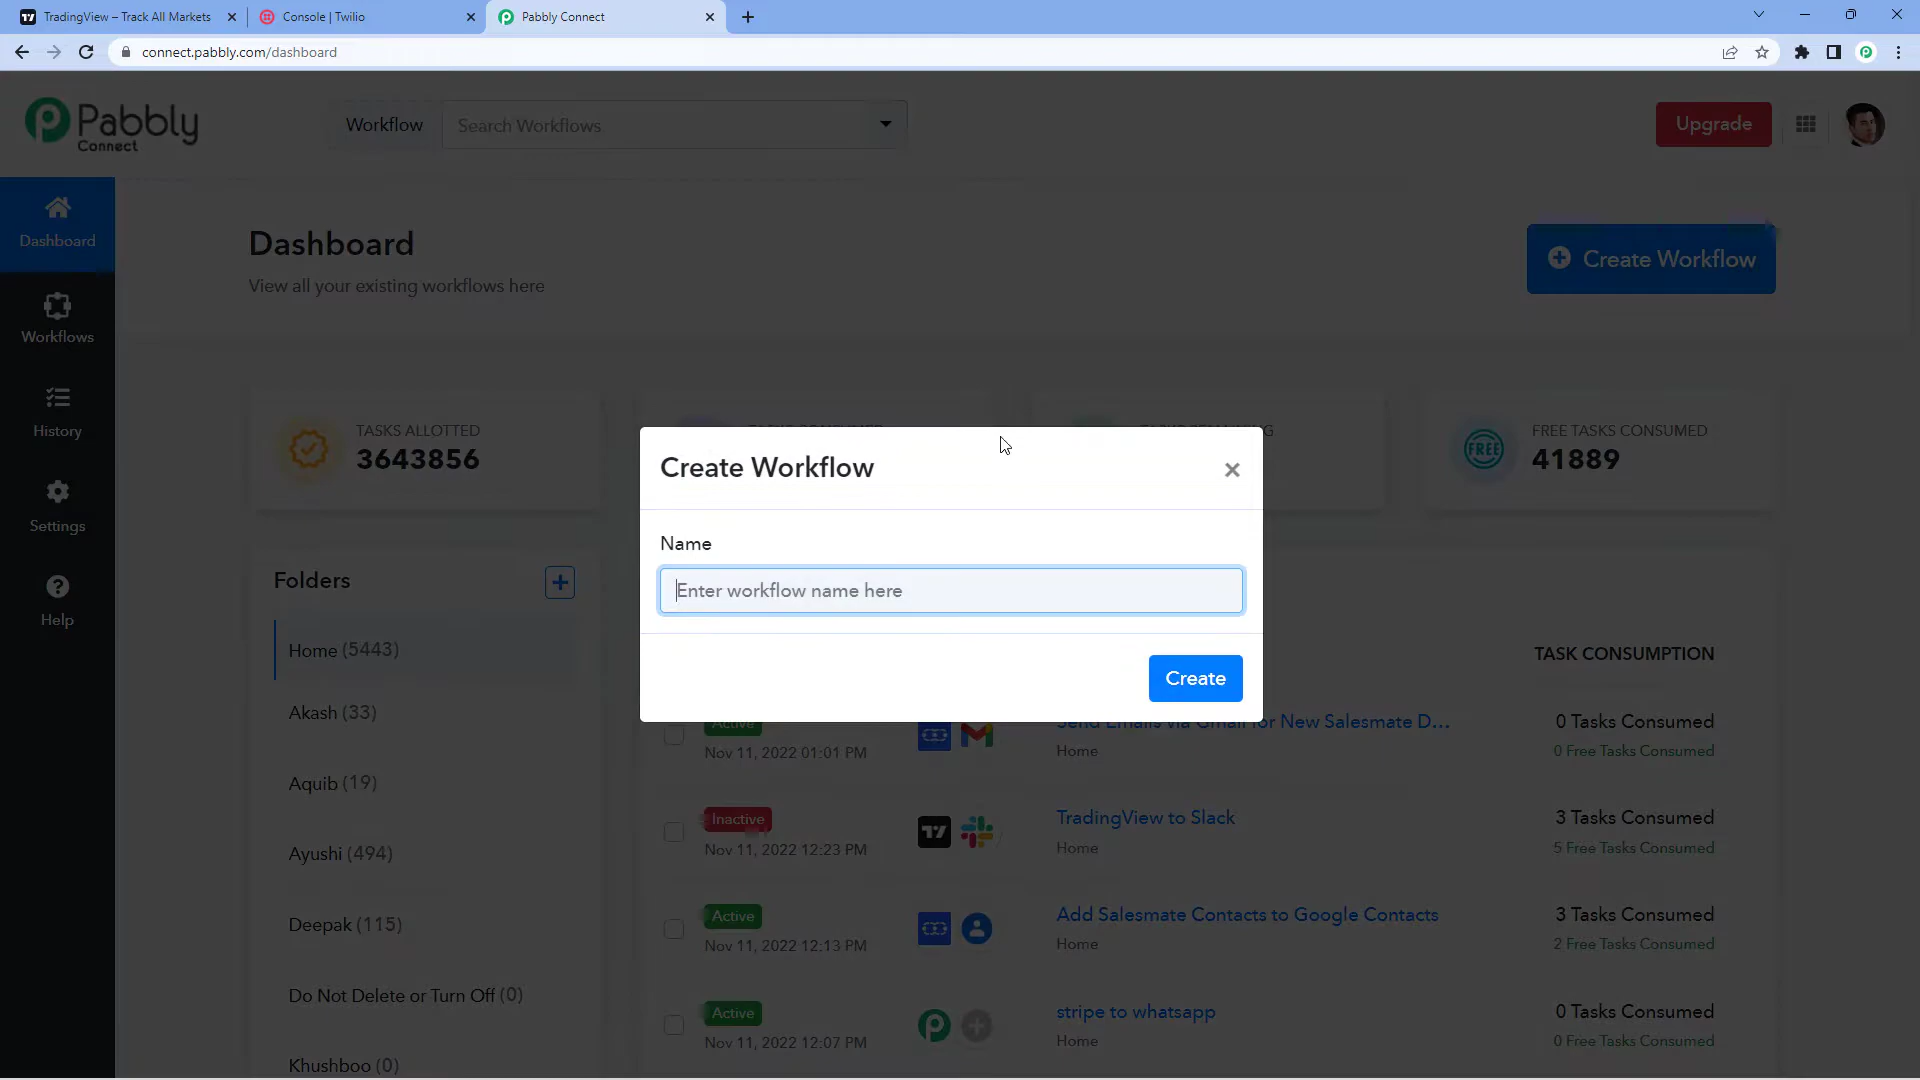 TradingView – Track All Markets
Console | Twilio
Pabbly Connect
connect.pabbly.com/dashboard
Pabbly
Connect
Workflow
Search Workflows
Upgrade
Dashboard
Workflows
History
Settings
Help
Dashboard
View all your existing workflows here
Create Workflow
TASKS ALLOTTED
3643856
FREE
FREE TASKS CONSUMED
41889
Create Workflow
×
Name
Enter workflow name here
Create
Folders
Home (5443)
Akash (33)
Aquib (19)
Ayushi (494)
Deepak (115)
Do Not Delete or Turn Off (0)
Khushboo (0)
TASK CONSUMPTION
Active
Nov 11, 2022 01:01 PM
Send Emails via Gmail for New Salesmate D...
Home
0 Tasks Consumed
0 Free Tasks Consumed
Inactive
Nov 11, 2022 12:23 PM
TradingView to Slack
Home
3 Tasks Consumed
5 Free Tasks Consumed
Active
Nov 11, 2022 12:13 PM
Add Salesmate Contacts to Google Contacts
Home
3 Tasks Consumed
2 Free Tasks Consumed
Active
Nov 11, 2022 12:07 PM
stripe to whatsapp
Home
0 Tasks Consumed
0 Free Tasks Consumed